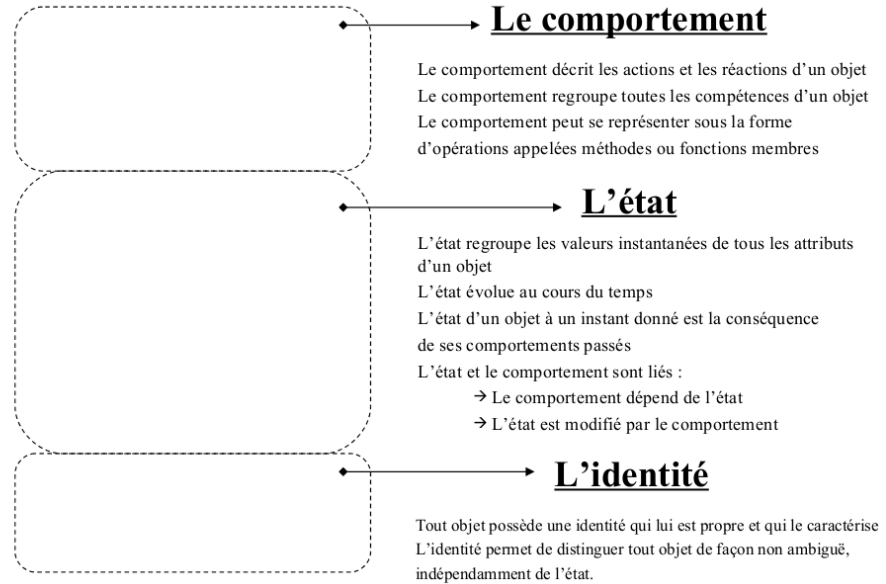 Le comportement
Le comportement décrit les actions et les réactions d’un objet
Le comportement regroupe toutes les compétences d’un objet
Le comportement peut se représenter sous la forme
d’opérations appelées méthodes ou fonctions membres
L’état
L’état regroupe les valeurs instantanées de tous les attributs
d’un objet
L’état évolue au cours du temps
L’état d’un objet à un instant donné est la conséquence
de ses comportements passés
L’état et le comportement sont liés :
→ Le comportement dépend de l’état
→ L’état est modifié par le comportement
L’identité
Tout objet possède une identité qui lui est propre et qui le caractérise
L’identité permet de distinguer tout objet de façon non ambiguë,
indépendamment de l’état.